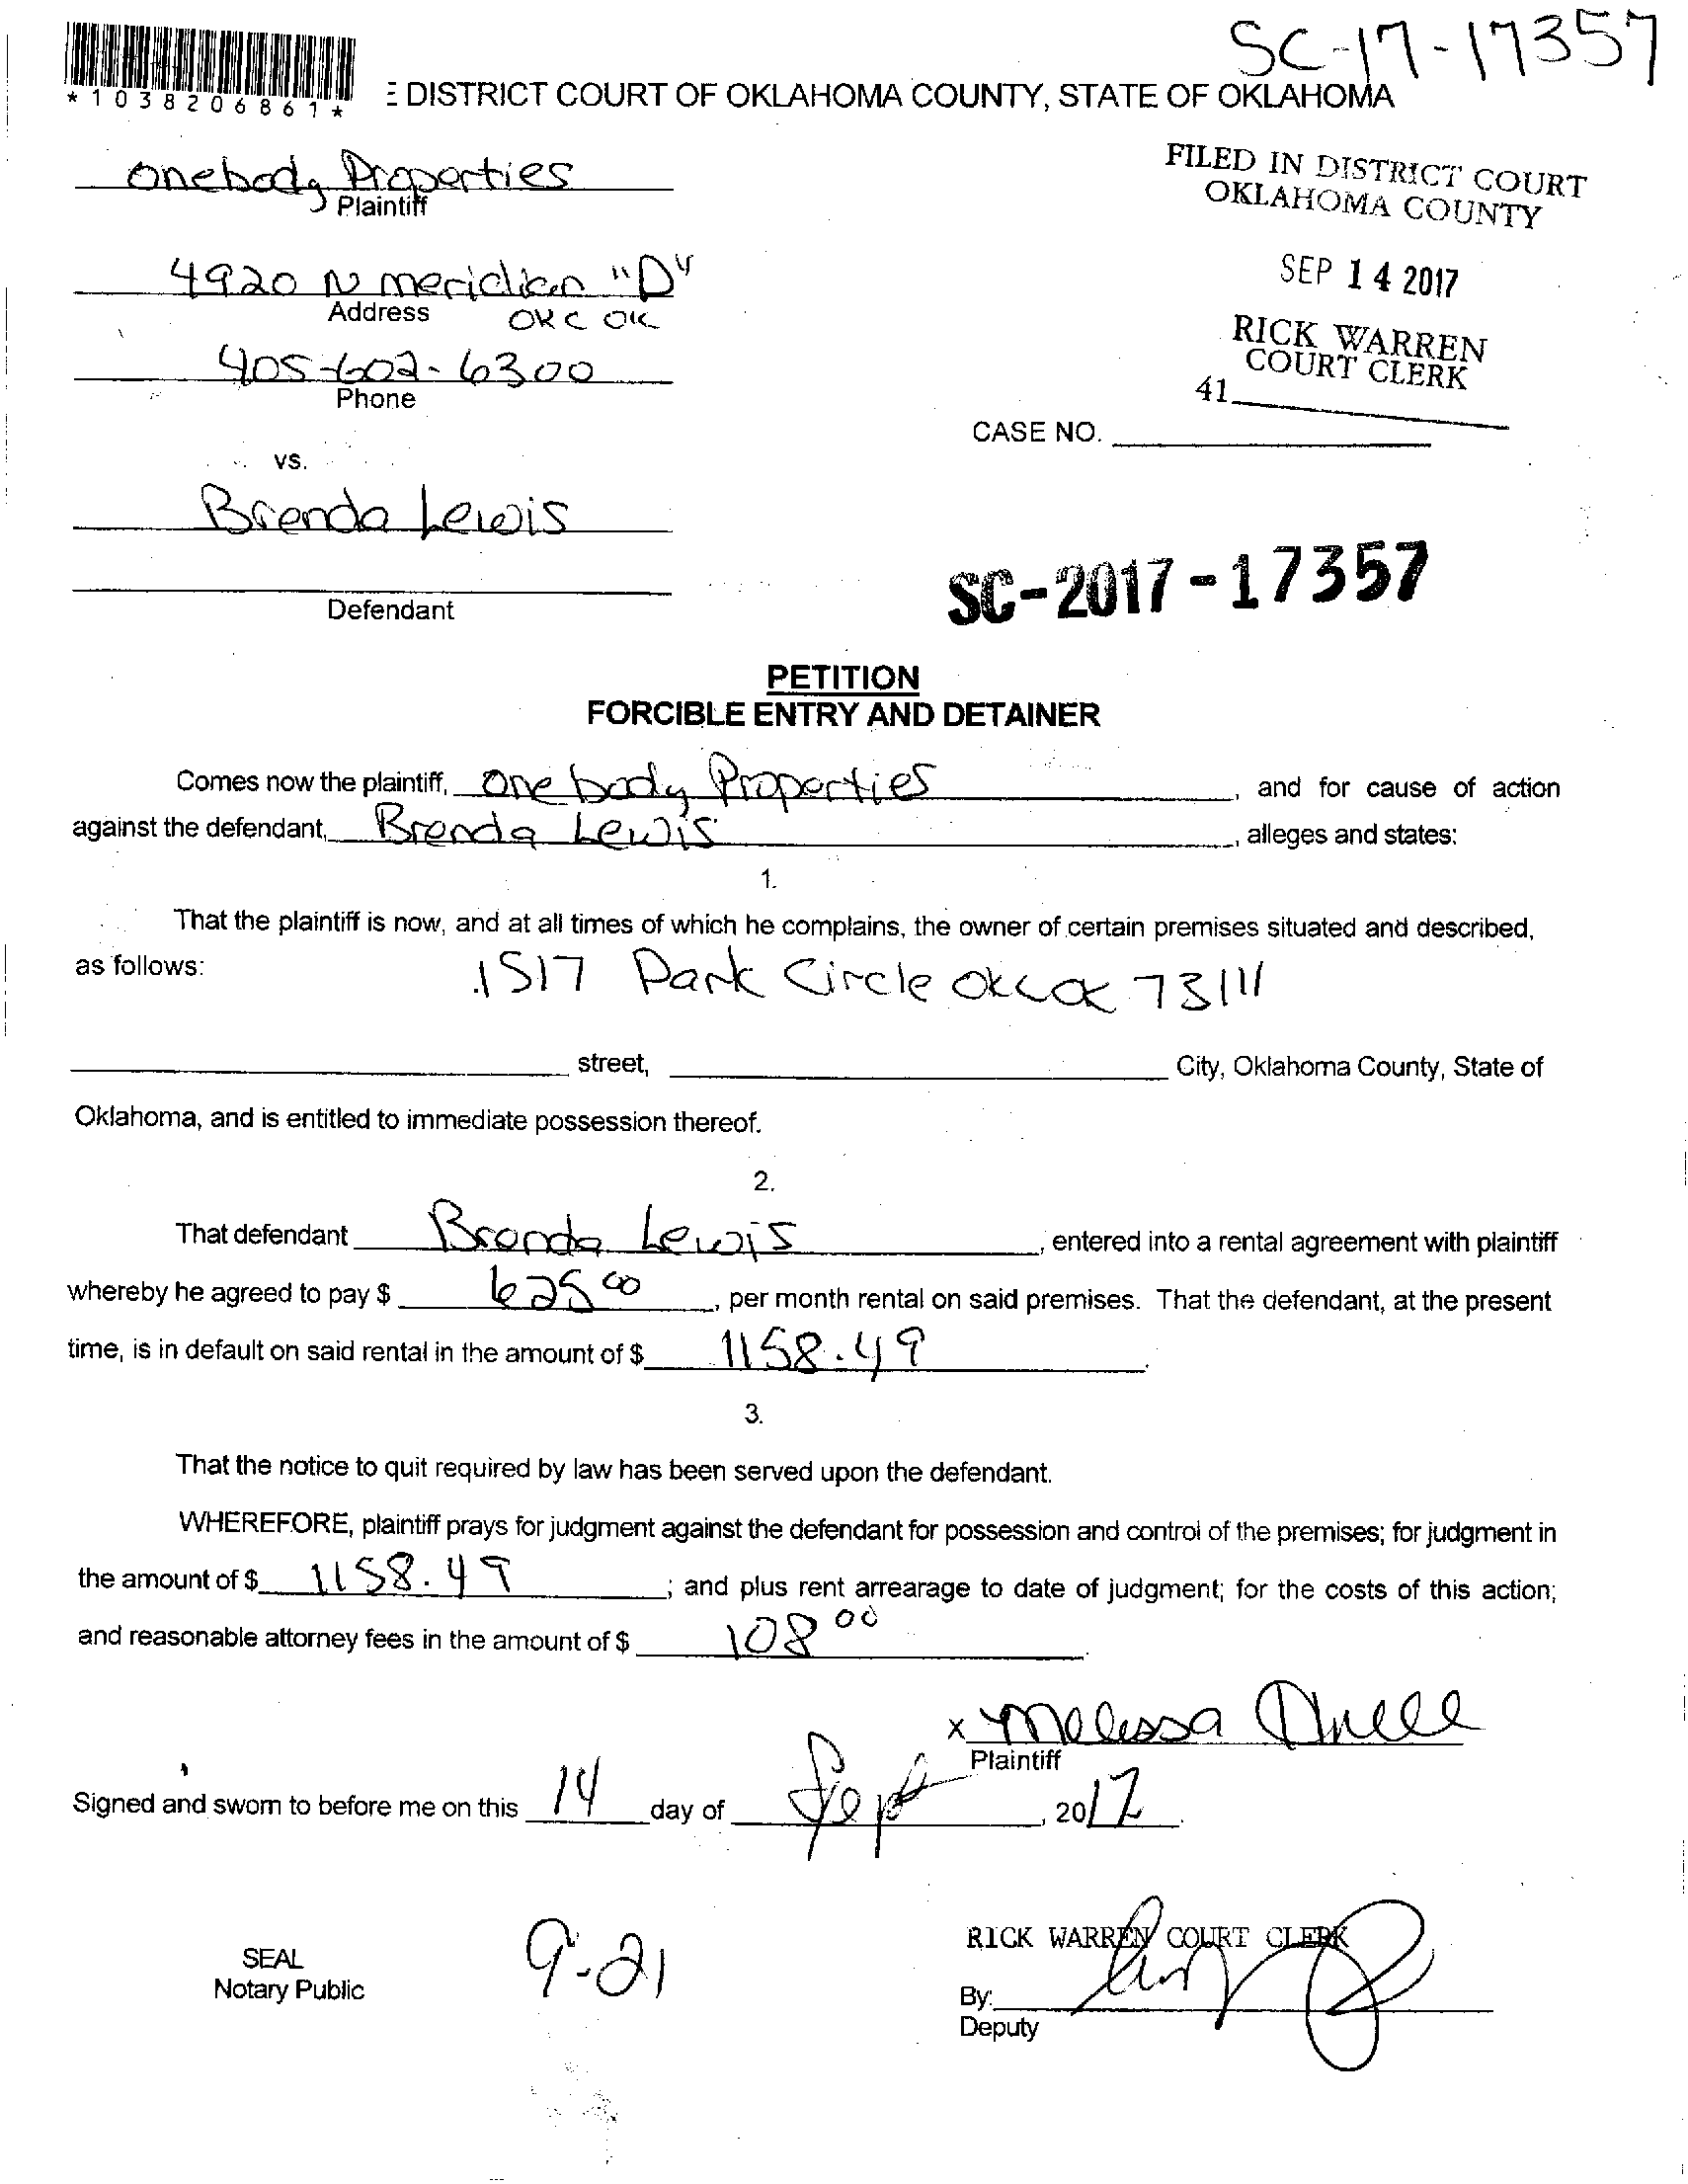 SC-17-17357
*1038206861*
E DISTRICT COURT OF OKLAHOMA COUNTY, STATE OF OKLAHOMA
Onebody Properties
Plaintiff
FILED IN DISTRICT COURT
OKLAHOMA COUNTY
4920 N meridian "D"
Address OKC OK
SEP 14 2017
405-602-6300
Phone
RICK WARREN
COURT CLERK
41
CASE NO.
vs.
Brenda Lewis
Defendant
SC-2017-17357
PETITION
FORCIBLE ENTRY AND DETAINER
Comes now the plaintiff, One body Properties, and for cause of action
against the defendant, Brenda Lewis, alleges and states:
1.
That the plaintiff is now, and at all times of which he complains, the owner of certain premises situated and described,
as follows: 1517 Park Circle OKC OK 73111
street, City, Oklahoma County, State of
Oklahoma, and is entitled to immediate possession thereof.
2.
That defendant Brenda Lewis, entered into a rental agreement with plaintiff
whereby he agreed to pay $ 625 00, per month rental on said premises. That the defendant, at the present
time, is in default on said rental in the amount of $ 1158.49.
3.
That the notice to quit required by law has been served upon the defendant.
WHEREFORE, plaintiff prays for judgment against the defendant for possession and control of the premises; for judgment in
the amount of $ 1158.49; and plus rent arrearage to date of judgment; for the costs of this action;
and reasonable attorney fees in the amount of $ 108 00.
x Melissa
Plaintiff
Signed and sworn to before me on this 14 day of Sept, 2017.
SEAL
Notary Public
9-21
RICK WARREN COURT CLERK
By:
Deputy